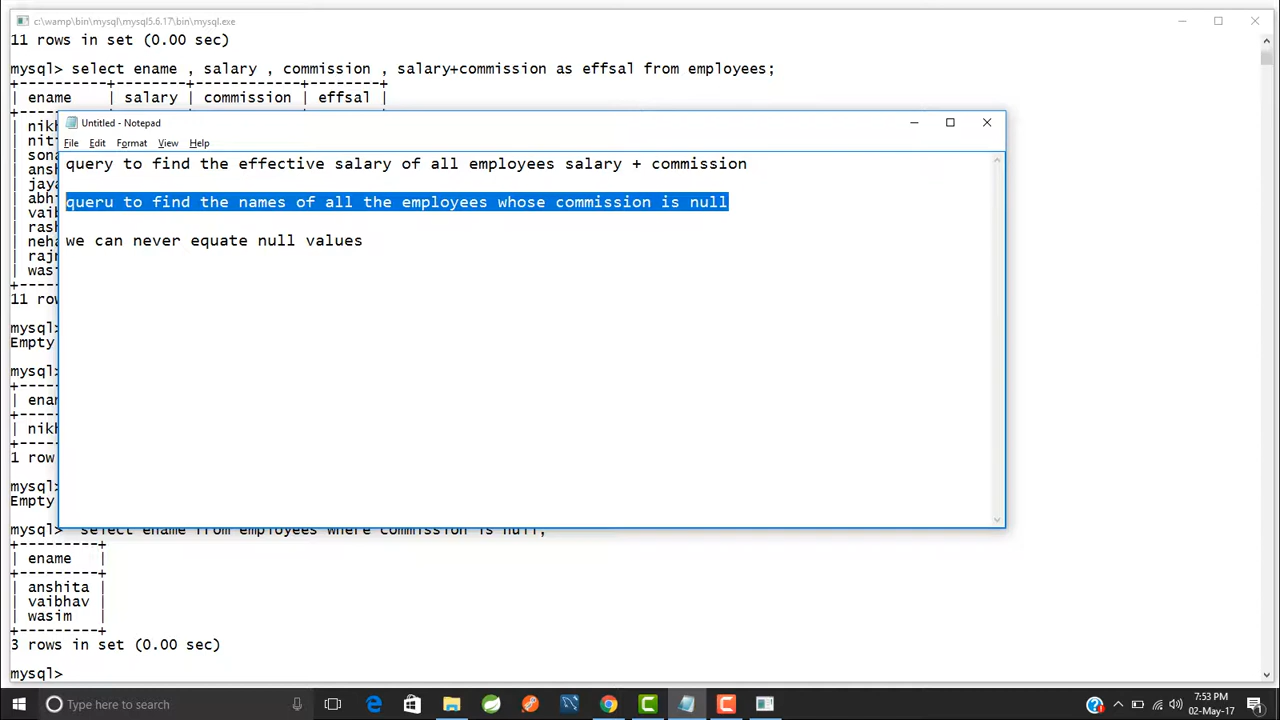 c:\wamp\bin\mysql\mysql5.6.17\bin\mysql.exe
11 rows in set (0.00 sec)
mysql> select ename , salary , commission , salary+commission as effsal from employees;
+---------+--------+------------+--------+
| ename | salary | commission | effsal |
Untitled - Notepad
File Edit Format View Help
query to find the effective salary of all employees salary + commission
queru to find the names of all the employees whose commission is null
we can never equate null values
11 row
mysql>
Empty
mysql>
1 row
mysql>
Empty
mysql> select ename from employees where commission is null;
+---------+
| ename |
+---------+
| anshita |
| vaibhav |
| wasim |
+---------+
3 rows in set (0.00 sec)
mysql>
Type here to search
7:53 PM
02-May-17